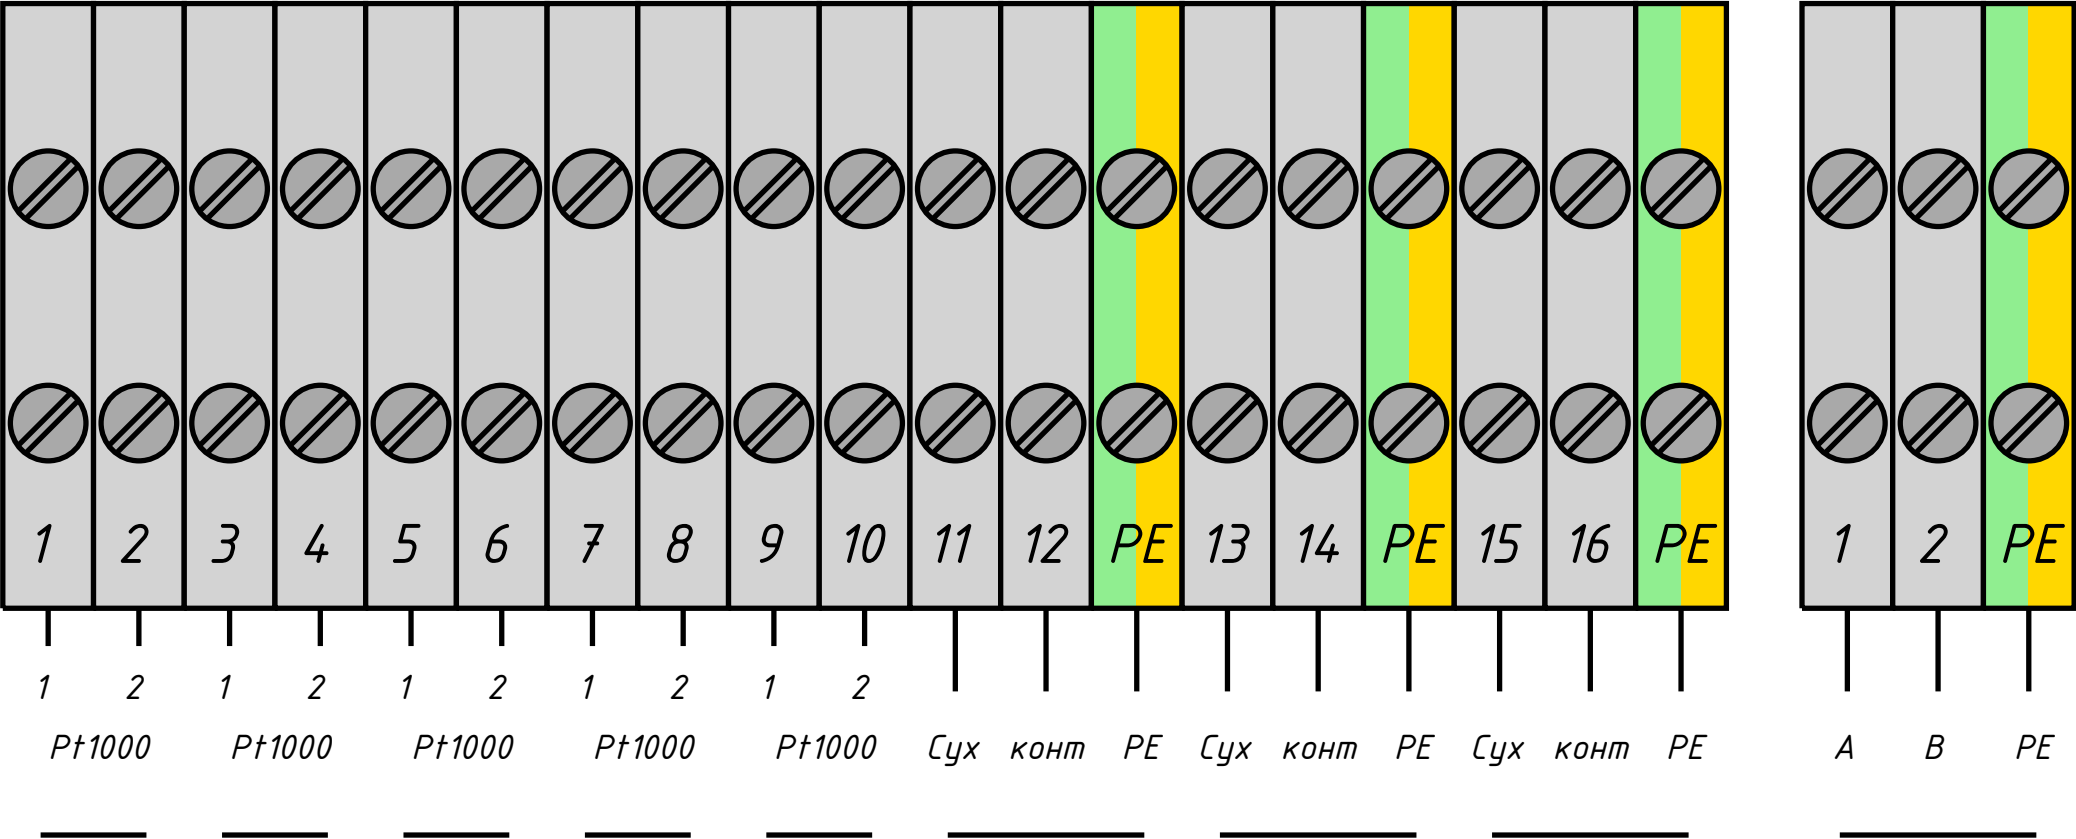 1 2 3 4 5 6 7 8 9 10 11 12 PE 13 14 PE 15 16 PE 1 2 PE
1 2 1 2 1 2 1 2 1 2
Pt1000 Pt1000 Pt1000 Pt1000 Pt1000 Сух конт PE Сух конт PE Сух конт PE A B PE